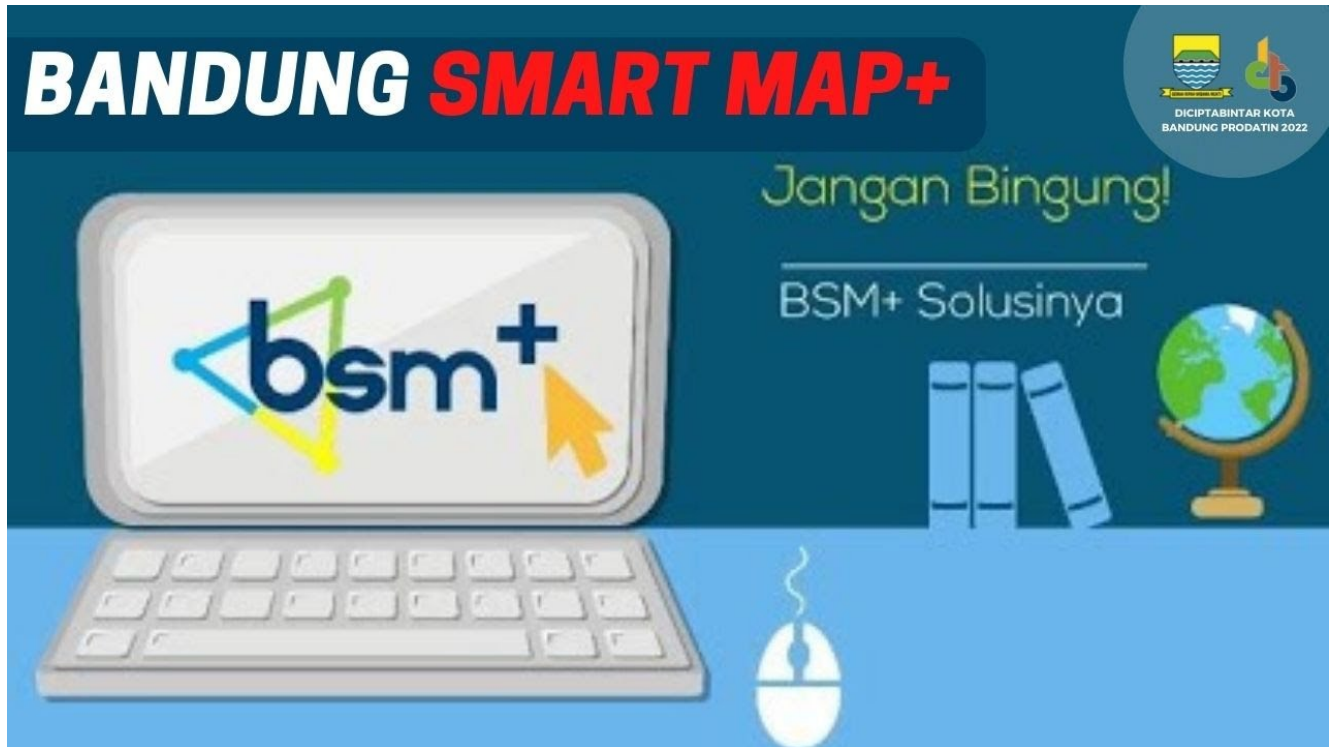 BANDUNG SMART MAP+
DICIPTABINTAR KOTA
BANDUNG PRODATIN 2022
Jangan Bingung!
BSM+ Solusinya
bsm+